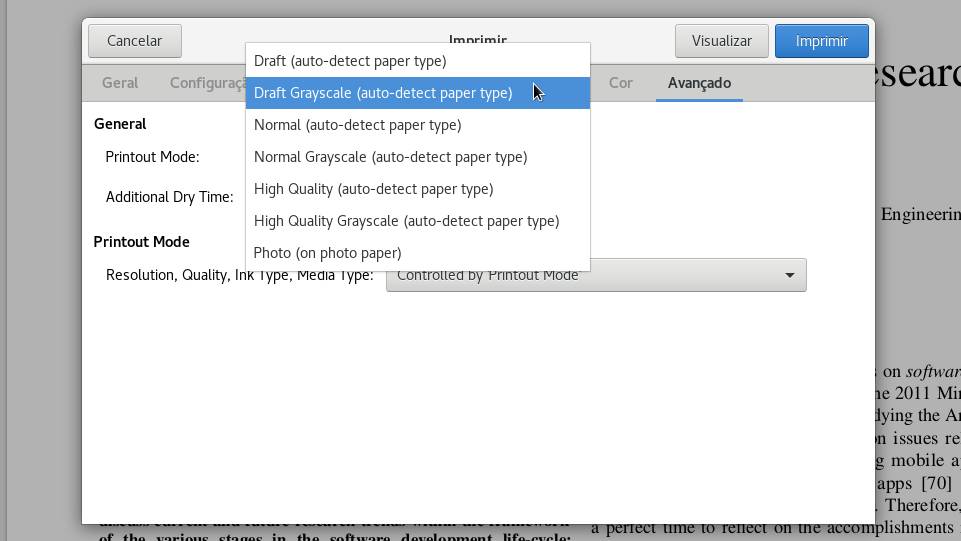 Cancelar
Imprimir
Visualizar
Imprimir
Geral
Configuraçã
Cor
Avançado
General
Printout Mode:
Additional Dry Time:
Draft (auto-detect paper type)
Draft Grayscale (auto-detect paper type)
Normal (auto-detect paper type)
Normal Grayscale (auto-detect paper type)
High Quality (auto-detect paper type)
High Quality Grayscale (auto-detect paper type)
Photo (on photo paper)
Printout Mode
Resolution, Quality, Ink Type, Media Type:
Controlled by Printout Mode
esearc
Engineerin
s on softwar
ne 2011 Min
dying the A
on issues re
g mobile a
apps [70]
. Therefore,
a perfect time to reflect on the accomplishments
discuss current and future research trends within the framework
of the various stages in the software development life-cycle: